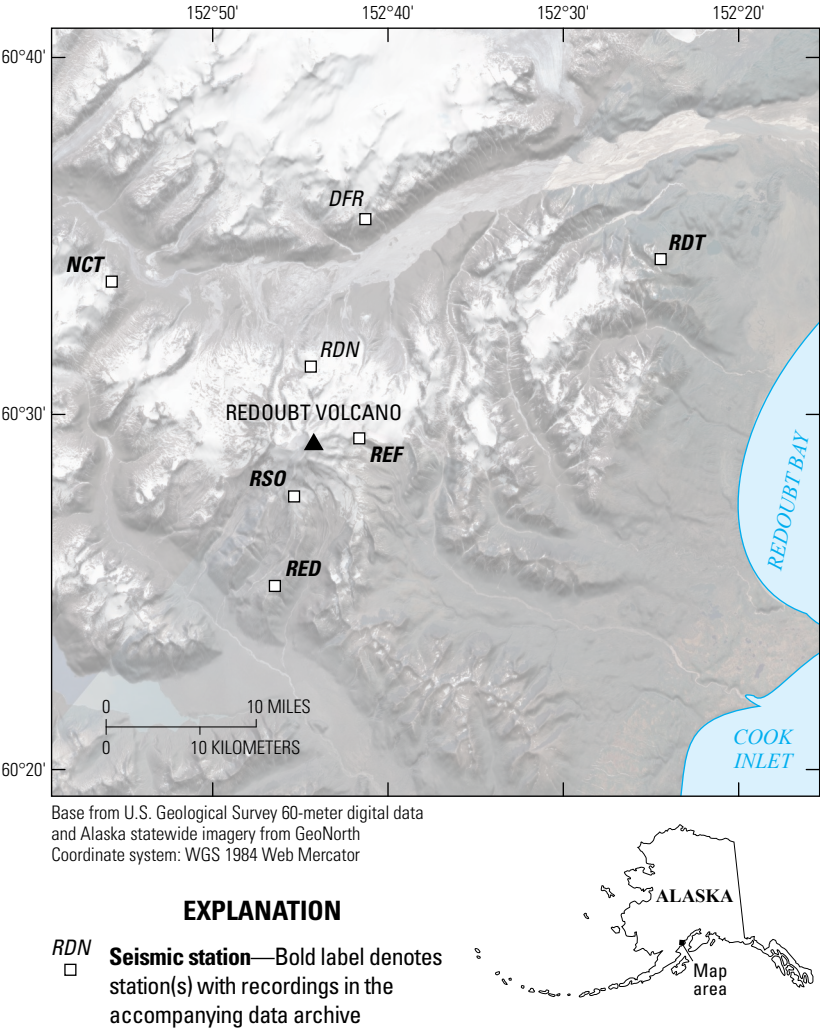 152°50'
152°40'
152°30'
152°20'
60°40'
DFR
RDT
NCT
RDN
60°30'
REDOUBT VOLCANO
REF
RSO
REDOUBT BAY
RED
0
10 MILES
0
10 KILOMETERS
COOK
INLET
60°20'
Base from U.S. Geological Survey 60-meter digital data
and Alaska statewide imagery from GeoNorth
Coordinate system: WGS 1984 Web Mercator
ALASKA
Map
area
EXPLANATION
RDN
Seismic station—Bold label denotes
station(s) with recordings in the
accompanying data archive